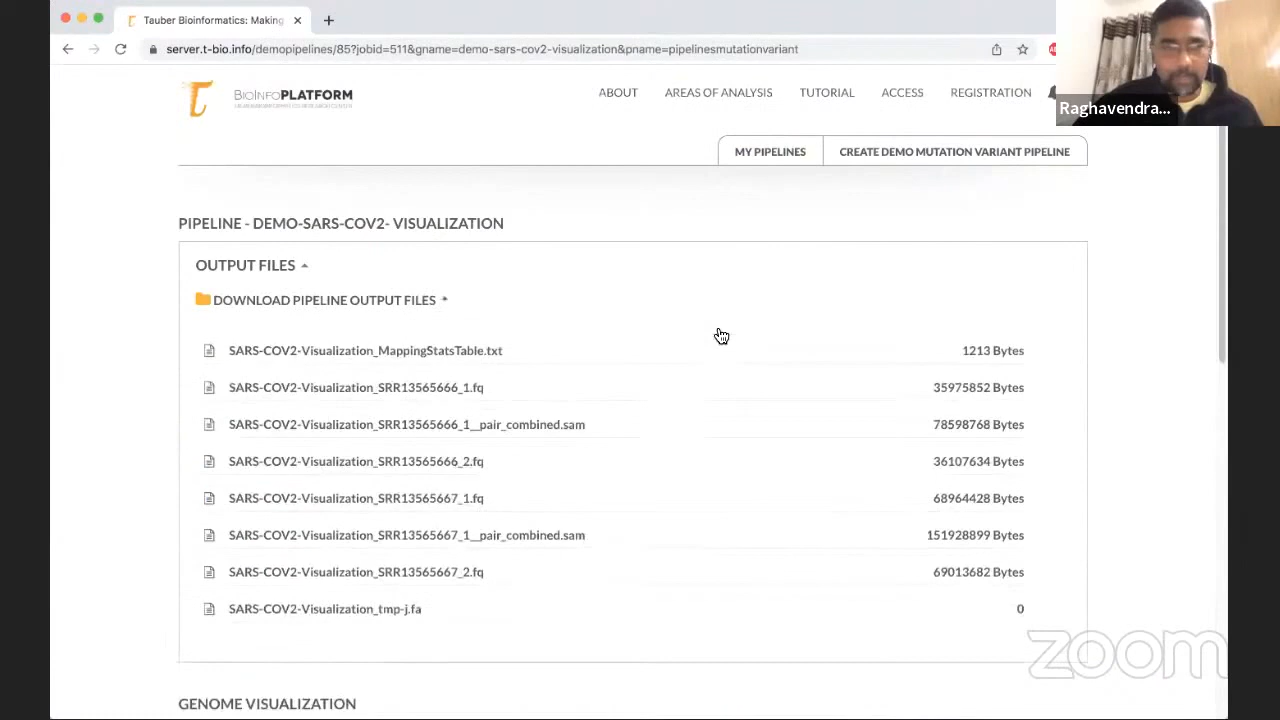 Tauber Bioinformatics: Making
server.t-bio.info/demopipelines/85?jobid=511&gname=demo-sars-cov2-visualization&pname=pipelinesmutationvariant
BIOINFOPLATFORM
ABOUT AREAS OF ANALYSIS TUTORIAL ACCESS REGISTRATION
Raghavendra...
MY PIPELINES CREATE DEMO MUTATION VARIANT PIPELINE
PIPELINE - DEMO-SARS-COV2- VISUALIZATION
OUTPUT FILES
DOWNLOAD PIPELINE OUTPUT FILES
SARS-COV2-Visualization_MappingStatsTable.txt 1213 Bytes
SARS-COV2-Visualization_SRR13565666_1.fq 35975852 Bytes
SARS-COV2-Visualization_SRR13565666_1__pair_combined.sam 78598768 Bytes
SARS-COV2-Visualization_SRR13565666_2.fq 36107634 Bytes
SARS-COV2-Visualization_SRR13565667_1.fq 68964428 Bytes
SARS-COV2-Visualization_SRR13565667_1__pair_combined.sam 151928899 Bytes
SARS-COV2-Visualization_SRR13565667_2.fq 69013682 Bytes
SARS-COV2-Visualization_tmp-j.fa 0
zoom
GENOME VISUALIZATION